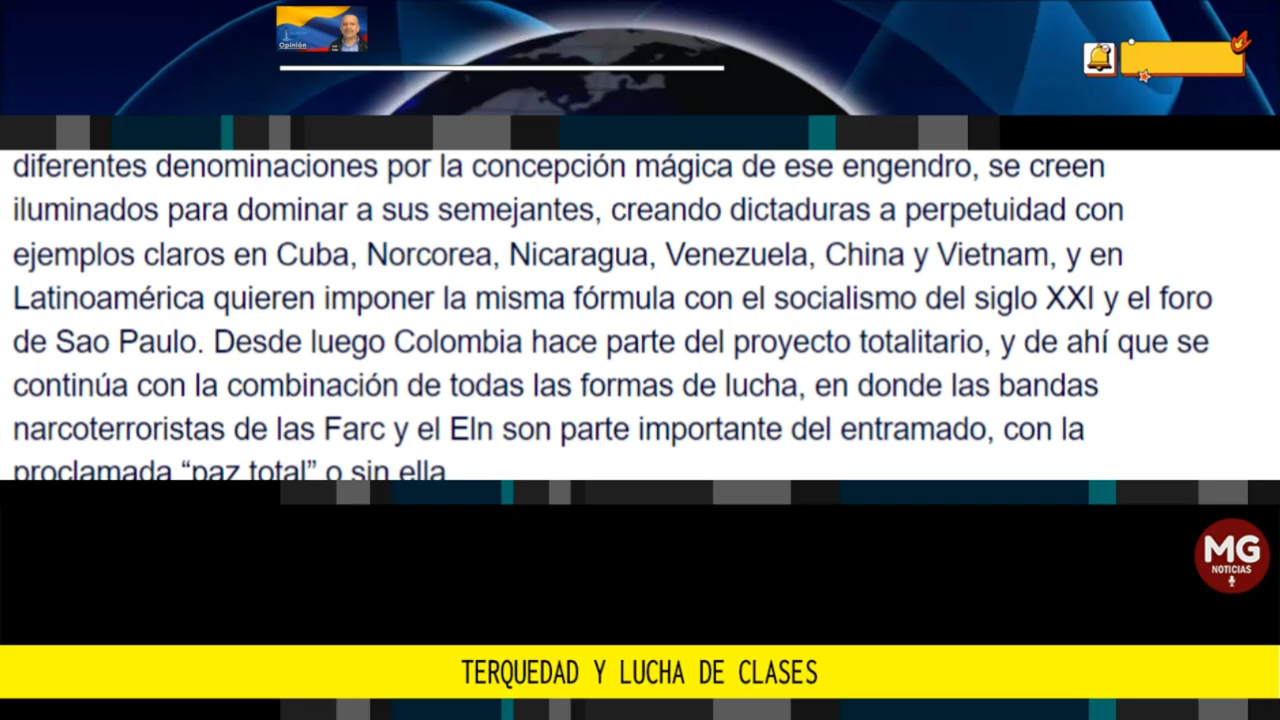 Opinión
diferentes denominaciones por la concepción mágica de ese engendro, se creen
iluminados para dominar a sus semejantes, creando dictaduras a perpetuidad con
ejemplos claros en Cuba, Norcorea, Nicaragua, Venezuela, China y Vietnam, y en
Latinoamérica quieren imponer la misma fórmula con el socialismo del siglo XXI y el foro
de Sao Paulo. Desde luego Colombia hace parte del proyecto totalitario, y de ahí que se
continúa con la combinación de todas las formas de lucha, en donde las bandas
narcoterroristas de las Farc y el Eln son parte importante del entramado, con la
proclamada “paz total” o sin ella
MG
NOTICIAS
TERQUEDAD Y LUCHA DE CLASES